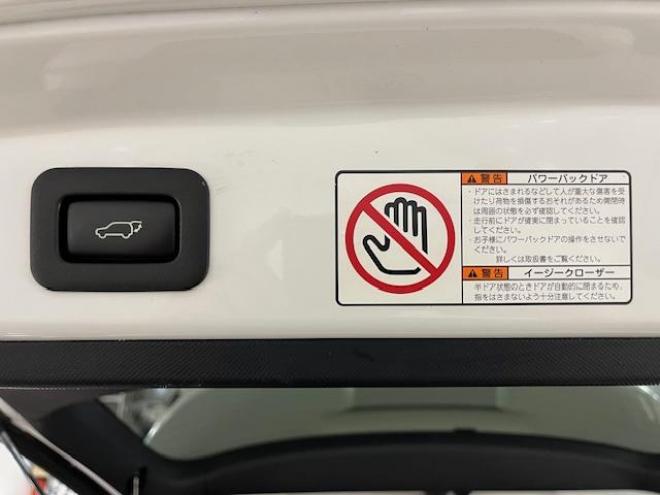 警告 パワーバックドア
・ドアにはさまれるなどして人が重大な傷害を受
けたり荷物を損傷するおそれがあるため開閉時
は周囲の状態を必ず確認してください。
・走行前にドアが確実に閉まっていることを確認
してください。
・お子様にパワーバックドアの操作をさせないで
ください。
詳しくは取扱書をご覧ください。
警告 イージークローザー
半ドア状態のときドアが自動的に閉まるため、
指をはさまないよう十分注意してください。